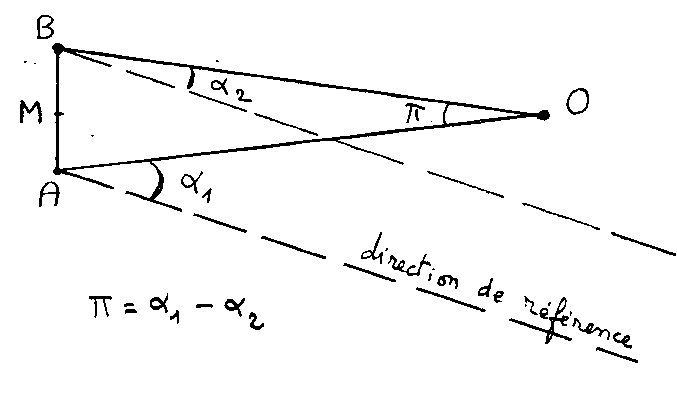 B
α₂
M
π
O
A
α₁
direction de référence
π = α₁ − α₂